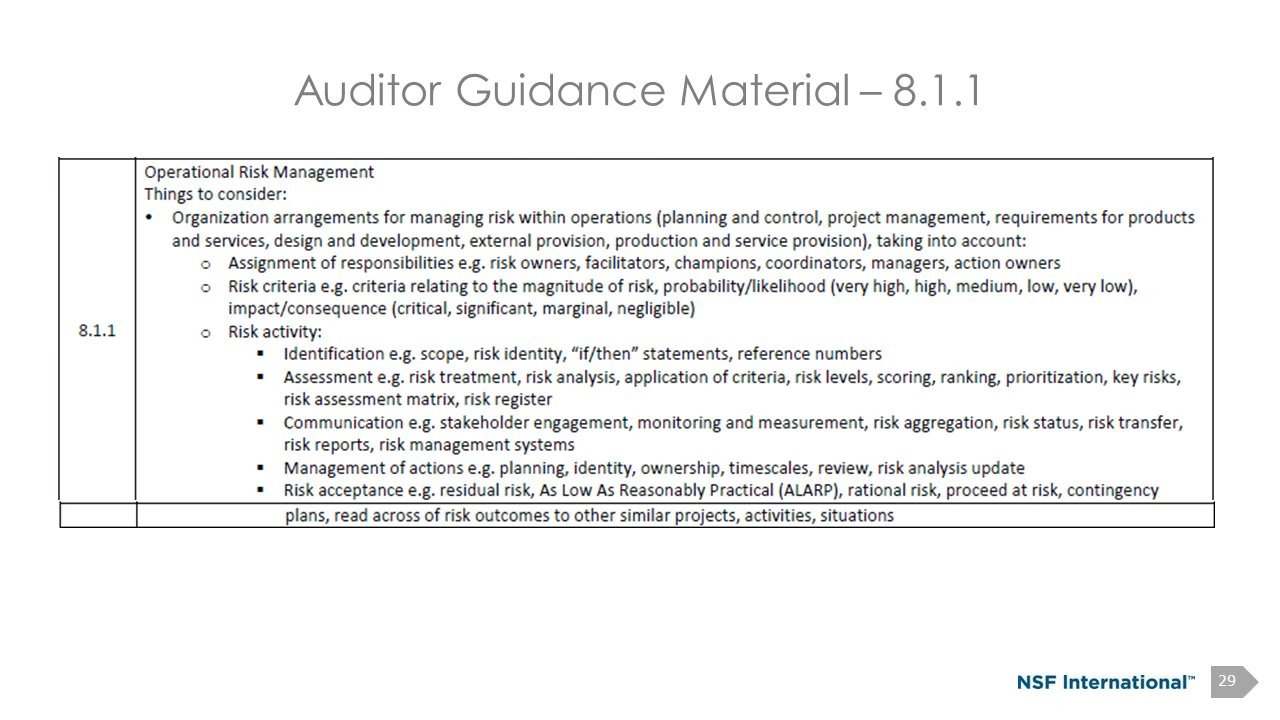 Auditor Guidance Material – 8.1.1
Operational Risk Management
Things to consider:
• Organization arrangements for managing risk within operations (planning and control, project management, requirements for products
and services, design and development, external provision, production and service provision), taking into account:
o Assignment of responsibilities e.g. risk owners, facilitators, champions, coordinators, managers, action owners
o Risk criteria e.g. criteria relating to the magnitude of risk, probability/likelihood (very high, high, medium, low, very low),
impact/consequence (critical, significant, marginal, negligible)
8.1.1
o Risk activity:
▪ Identification e.g. scope, risk identity, “if/then” statements, reference numbers
▪ Assessment e.g. risk treatment, risk analysis, application of criteria, risk levels, scoring, ranking, prioritization, key risks,
risk assessment matrix, risk register
▪ Communication e.g. stakeholder engagement, monitoring and measurement, risk aggregation, risk status, risk transfer,
risk reports, risk management systems
▪ Management of actions e.g. planning, identity, ownership, timescales, review, risk analysis update
▪ Risk acceptance e.g. residual risk, As Low As Reasonably Practical (ALARP), rational risk, proceed at risk, contingency
plans, read across of risk outcomes to other similar projects, activities, situations
NSF International™
29